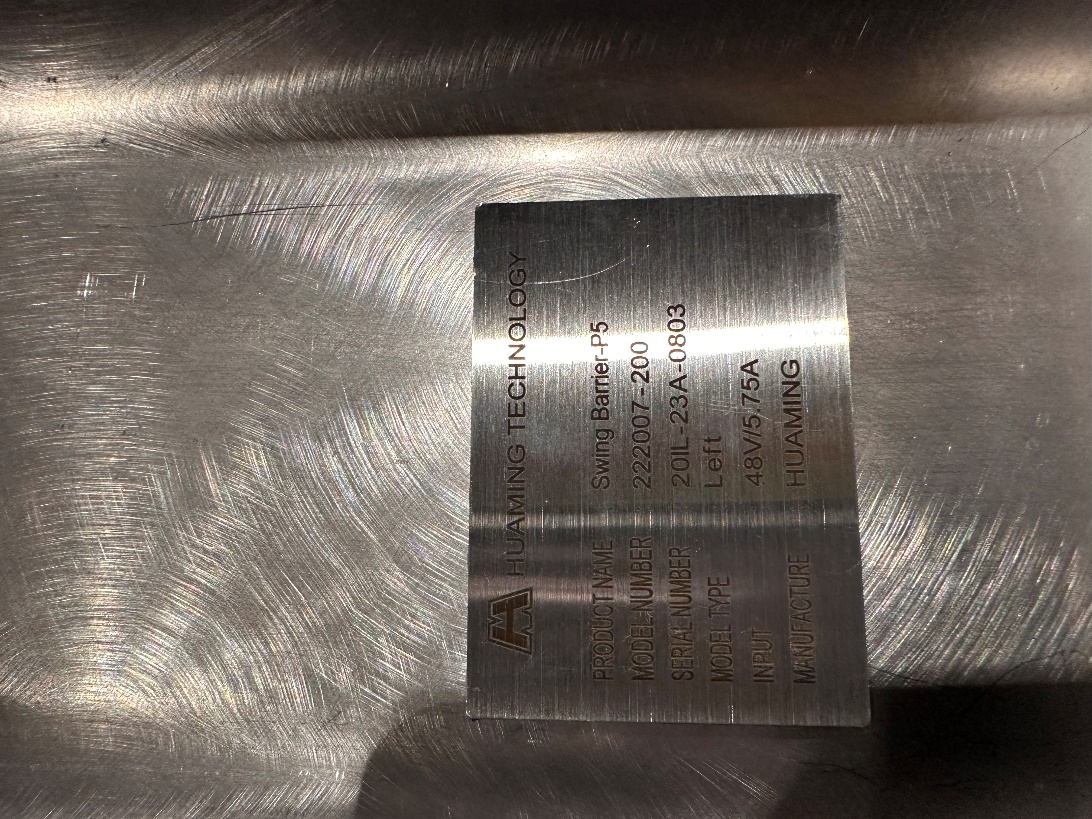 HUAMING TECHNOLOGY
PRODUCT NAME Swing Barrier-P5
MODEL NUMBER 222007-200
SERIAL NUMBER 20IL-23A-0803
MODEL TYPE Left
INPUT 48V/5.75A
MANUFACTURE HUAMING